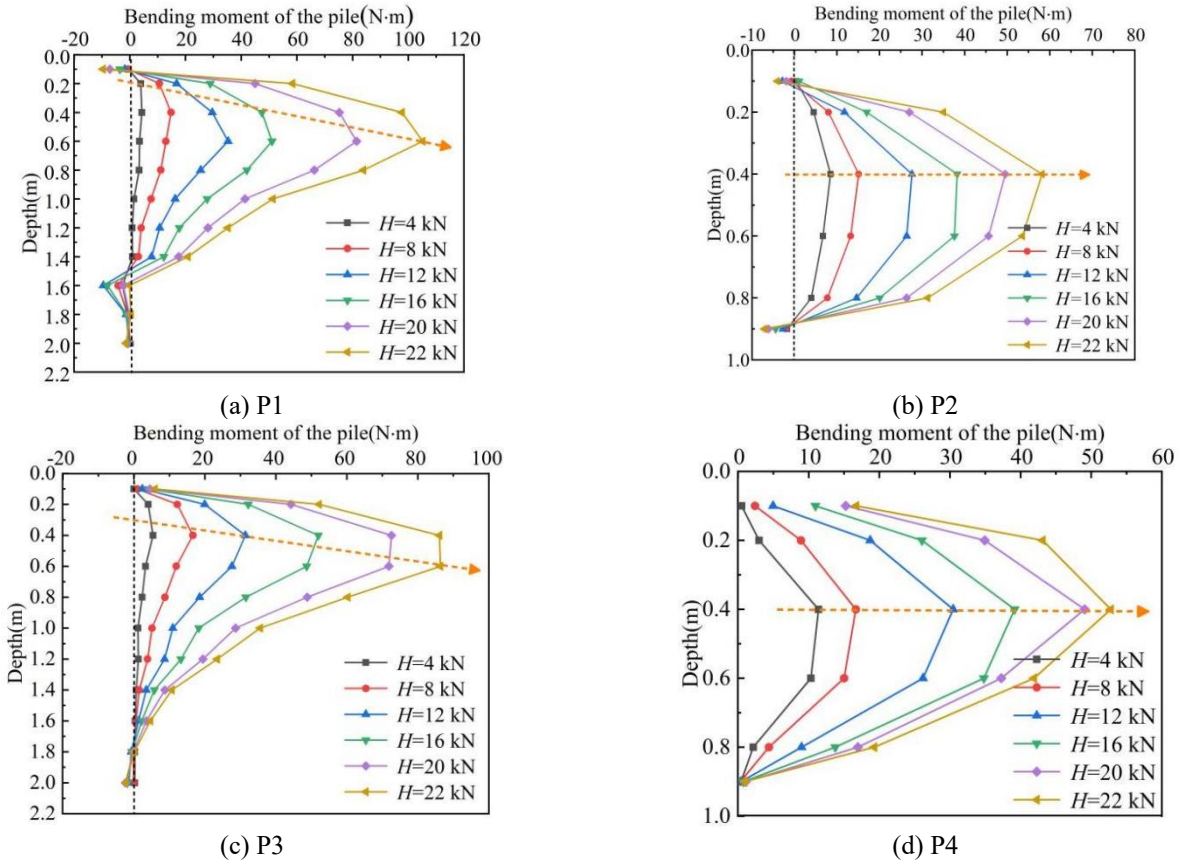 Bending moment of the pile(N·m)
-20 0 20 40 60 80 100 120
0.0
0.2
0.4
0.6
0.8
1.0
1.2
1.4
1.6
1.8
2.0
2.2
Depth(m)
H=4 kN
H=8 kN
H=12 kN
H=16 kN
H=20 kN
H=22 kN
(a) P1
Bending moment of the pile(N·m)
-10 0 10 20 30 40 50 60 70 80
0.0
0.2
0.4
0.6
0.8
1.0
Depth(m)
H=4 kN
H=8 kN
H=12 kN
H=16 kN
H=20 kN
H=22 kN
(b) P2
Bending moment of the pile(N·m)
-20 0 20 40 60 80 100
0.0
0.2
0.4
0.6
0.8
1.0
1.2
1.4
1.6
1.8
2.0
2.2
Depth(m)
H=4 kN
H=8 kN
H=12 kN
H=16 kN
H=20 kN
H=22 kN
(c) P3
Bending moment of the pile(N·m)
0 10 20 30 40 50 60
0.0
0.2
0.4
0.6
0.8
1.0
Depth(m)
H=4 kN
H=8 kN
H=12 kN
H=16 kN
H=20 kN
H=22 kN
(d) P4